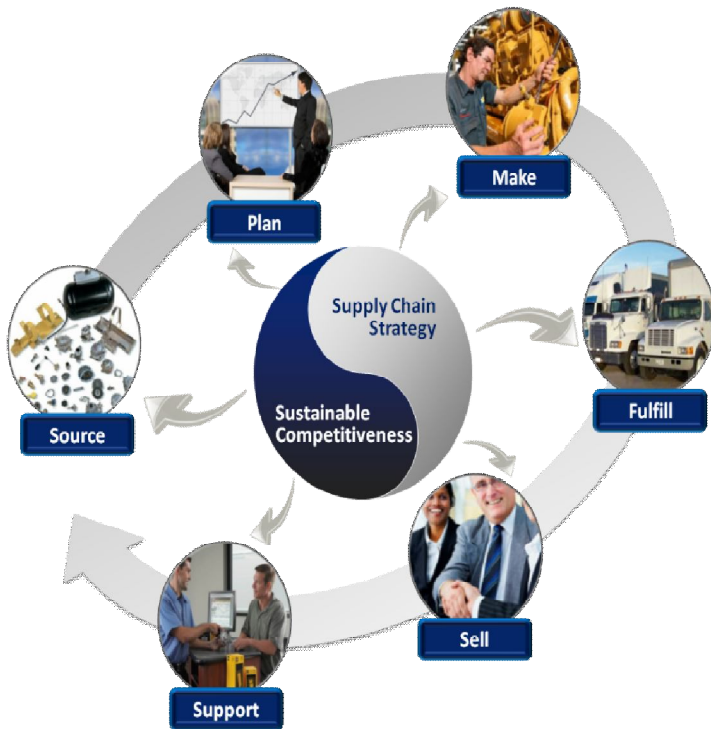 Plan
Make
Supply Chain
Strategy
Fulfill
Source
Sustainable
Competitiveness
Sell
Support